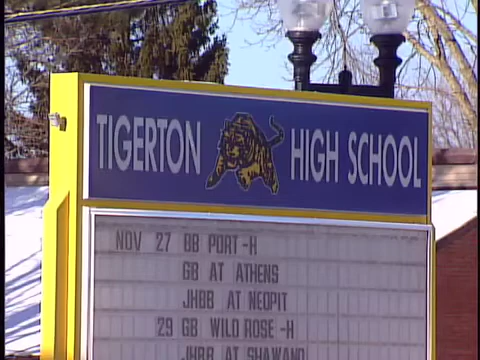 TIGERTON HIGH SCHOOL
NOV 27 BB PORT-H
GB AT ATHENS
JHBB AT NEOPIT
29 GB WILD ROSE-H
JHBB AT SHAWANO